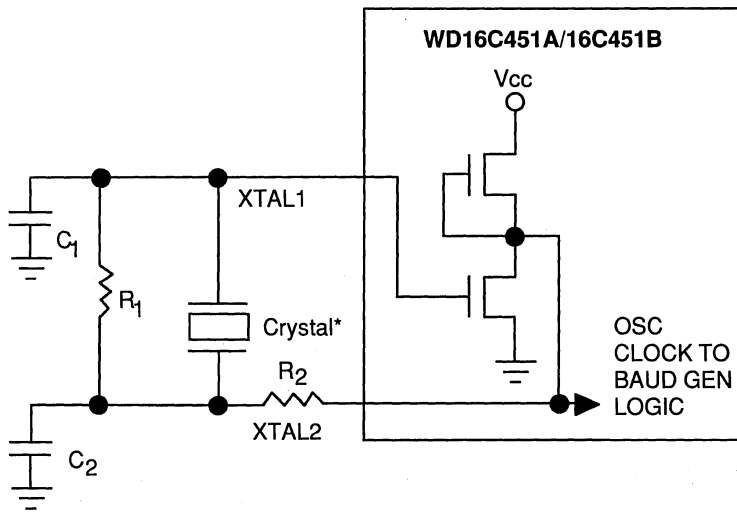 WD16C451A/16C451B
Vcc
XTAL1
C1
R1
Crystal*
R2
XTAL2
C2
OSC
CLOCK TO
BAUD GEN
LOGIC